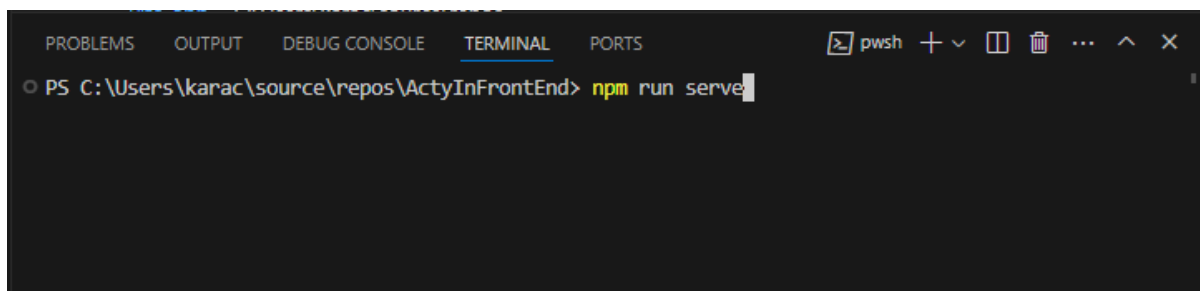 PROBLEMS OUTPUT DEBUG CONSOLE TERMINAL PORTS pwsh
PS C:\Users\karac\source\repos\ActyInFrontEnd> npm run serve